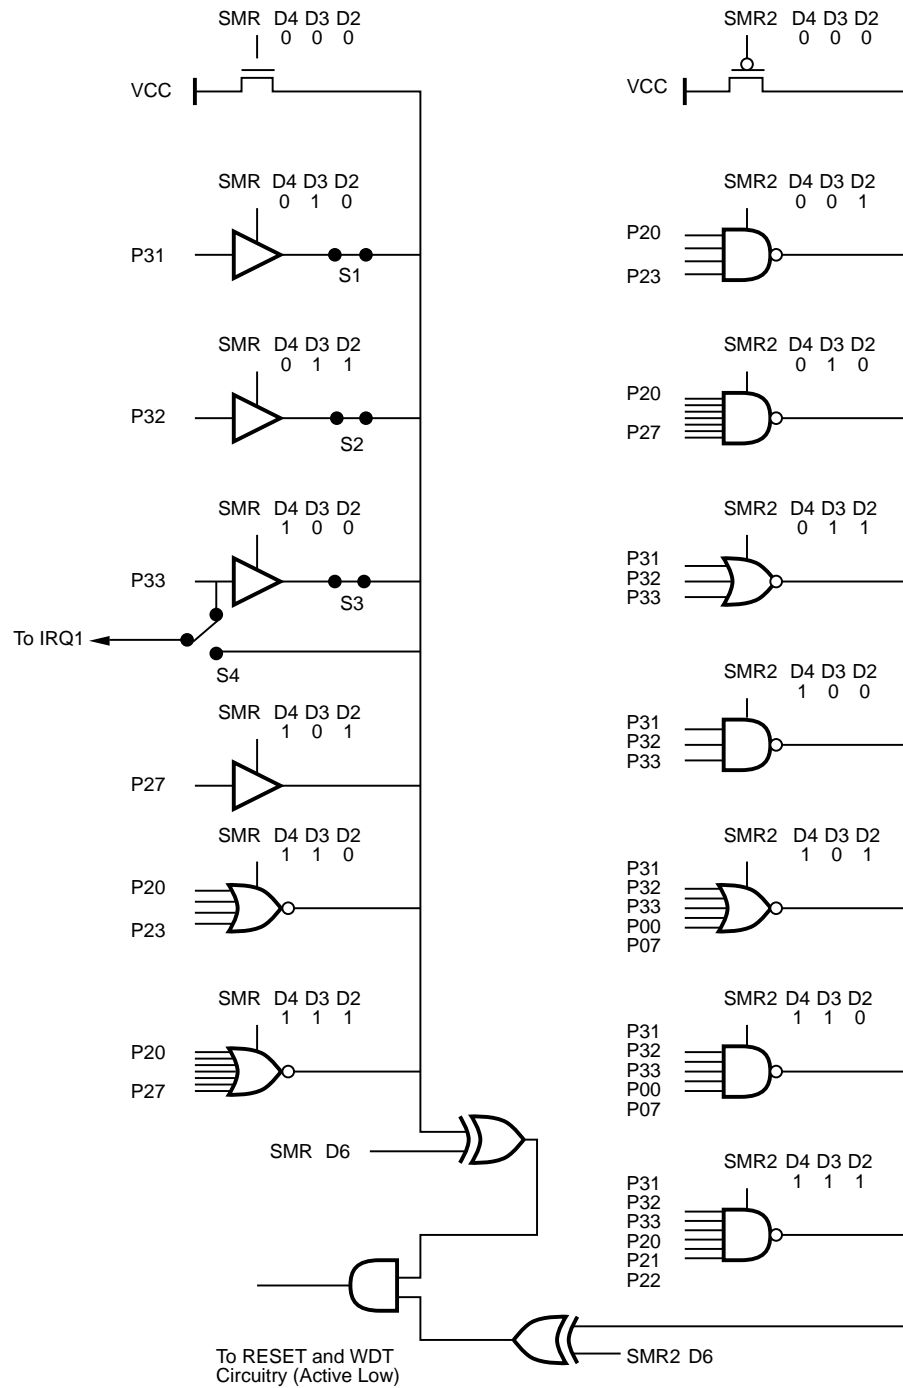 SMR D4 D3 D2
0 0 0
VCC
SMR D4 D3 D2
0 1 0
P31
S1
SMR D4 D3 D2
0 1 1
P32
S2
SMR D4 D3 D2
1 0 0
P33
S3
To IRQ1
S4
SMR D4 D3 D2
1 0 1
P27
SMR D4 D3 D2
1 1 0
P20
P23
SMR D4 D3 D2
1 1 1
P20
P27
SMR D6
To RESET and WDT
Circuitry (Active Low)
SMR2 D4 D3 D2
0 0 0
VCC
SMR2 D4 D3 D2
0 0 1
P20
P23
SMR2 D4 D3 D2
0 1 0
P20
P27
SMR2 D4 D3 D2
0 1 1
P31
P32
P33
SMR2 D4 D3 D2
1 0 0
P31
P32
P33
SMR2 D4 D3 D2
1 0 1
P31
P32
P33
P00
P07
SMR2 D4 D3 D2
1 1 0
P31
P32
P33
P00
P07
SMR2 D4 D3 D2
1 1 1
P31
P32
P33
P20
P21
P22
SMR2 D6